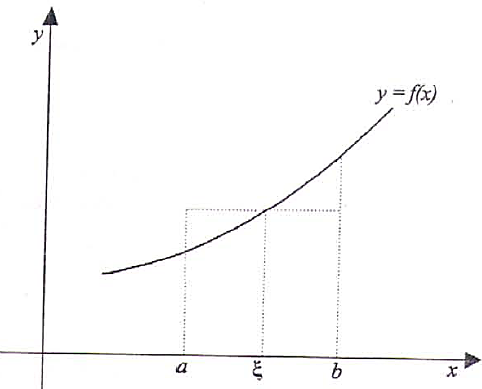 y
y = f(x)
a ξ b x